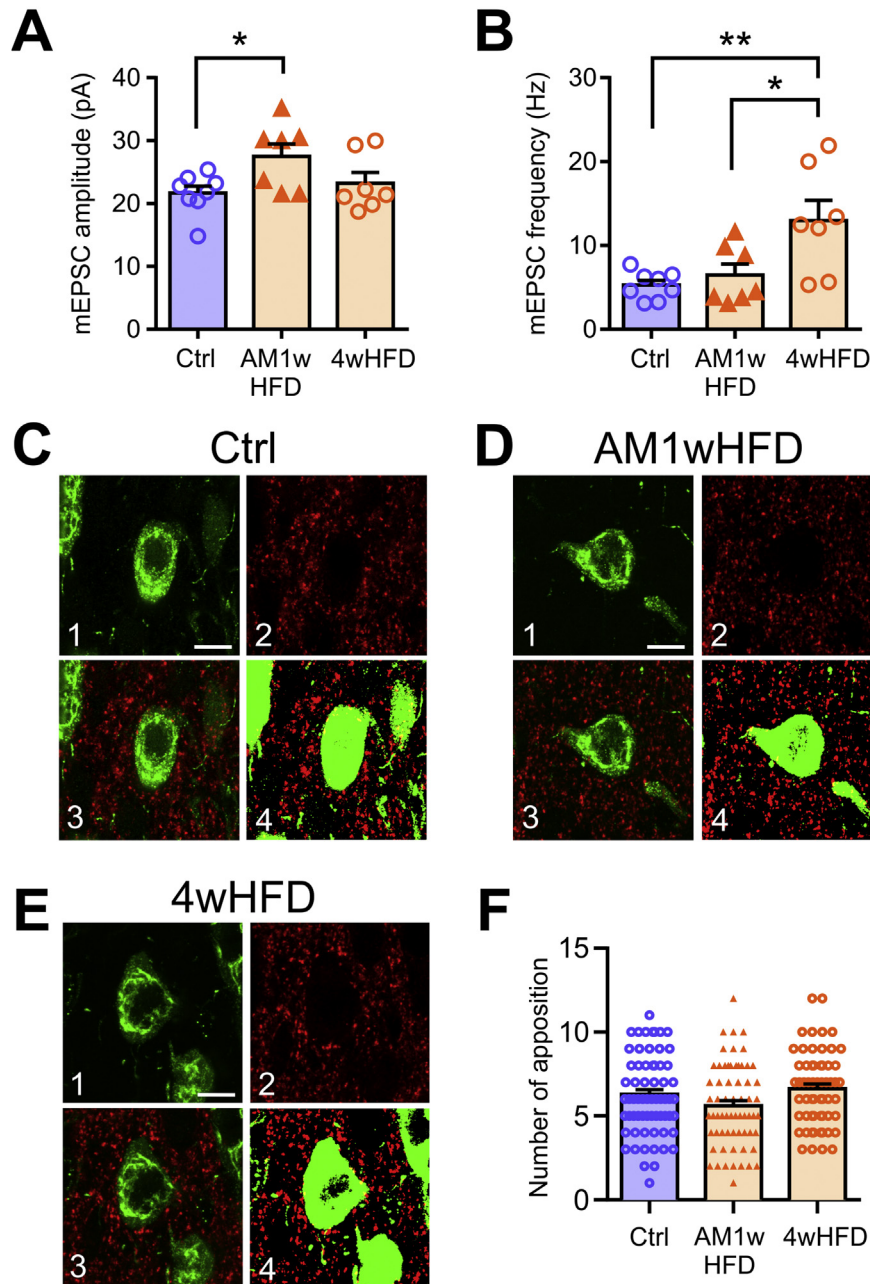 A
mEPSC amplitude (pA)
40
30
20
10
0
*
Ctrl
AM1w
HFD
4wHFD
B
mEPSC frequency (Hz)
30
20
10
0
**
*
Ctrl
AM1w
HFD
4wHFD
C
Ctrl
1
2
3
4
D
AM1wHFD
1
2
3
4
E
4wHFD
1
2
3
4
F
Number of apposition
15
10
5
0
Ctrl
AM1w
HFD
4wHFD